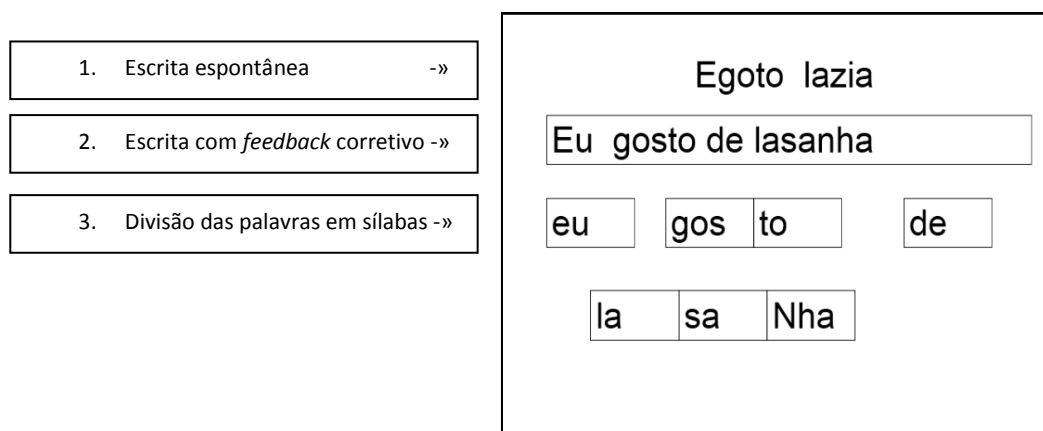 1. Escrita espontânea -»
2. Escrita com feedback corretivo -»
3. Divisão das palavras em sílabas -»
Egoto lazia
Eu gosto de lasanha
eu gos to de
la sa Nha